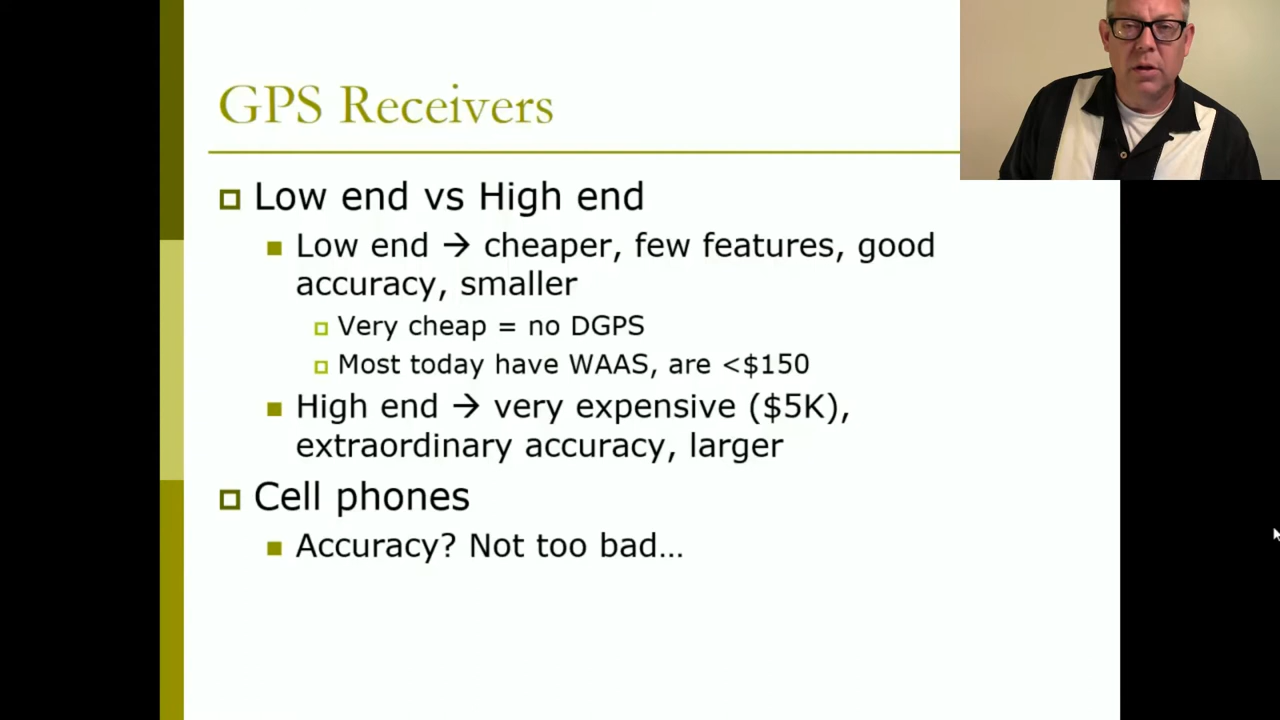 GPS Receivers
Low end vs High end
Low end → cheaper, few features, good
accuracy, smaller
Very cheap = no DGPS
Most today have WAAS, are <$150
High end → very expensive ($5K),
extraordinary accuracy, larger
Cell phones
Accuracy? Not too bad…